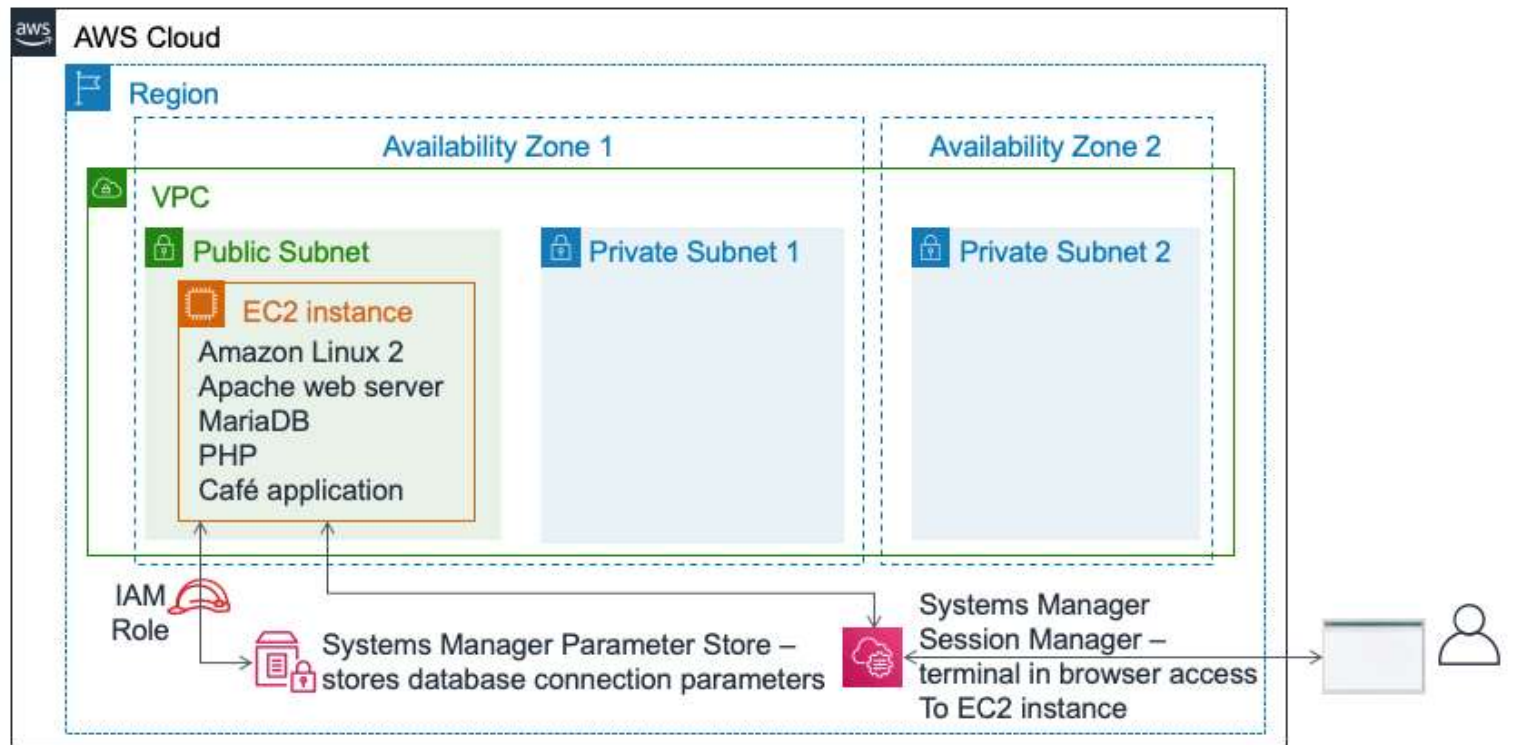 aws
AWS Cloud
Region
Availability Zone 1
Availability Zone 2
VPC
Public Subnet
Private Subnet 1
Private Subnet 2
EC2 instance
Amazon Linux 2
Apache web server
MariaDB
PHP
Café application
IAM
Role
Systems Manager Parameter Store –
stores database connection parameters
Systems Manager
Session Manager –
terminal in browser access
To EC2 instance